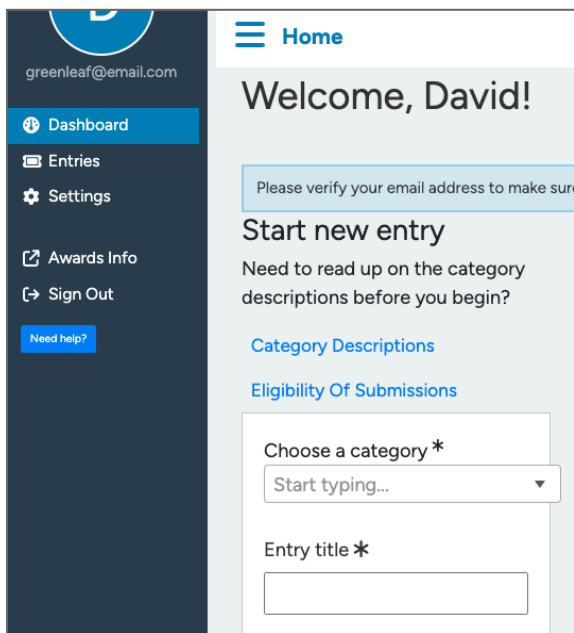 D
greenleaf@email.com
Dashboard
Entries
Settings
Awards Info
Sign Out
Need help?
Home
Welcome, David!
Please verify your email address to make sure
Start new entry
Need to read up on the category
descriptions before you begin?
Category Descriptions
Eligibility Of Submissions
Choose a category *
Start typing...
Entry title *